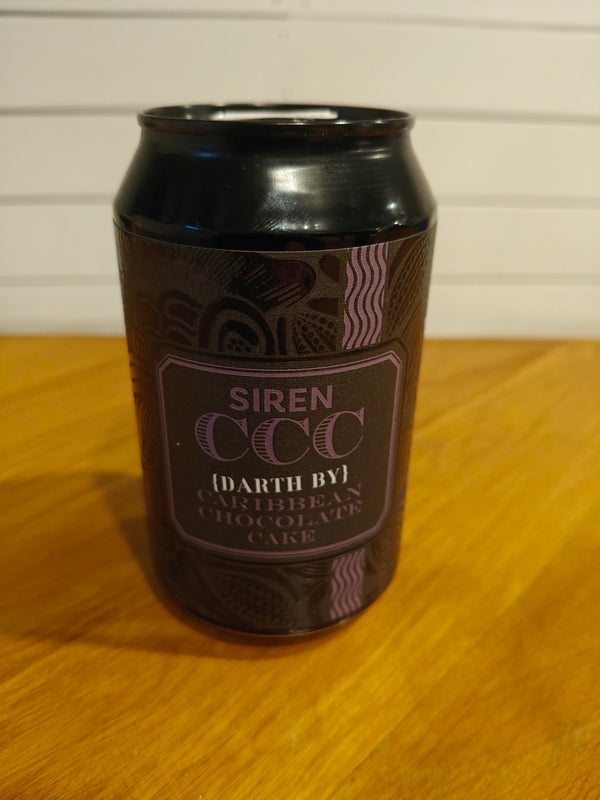 SIREN
CCC
{DARTH BY}
CARIBBEAN
CHOCOLATE
CAKE